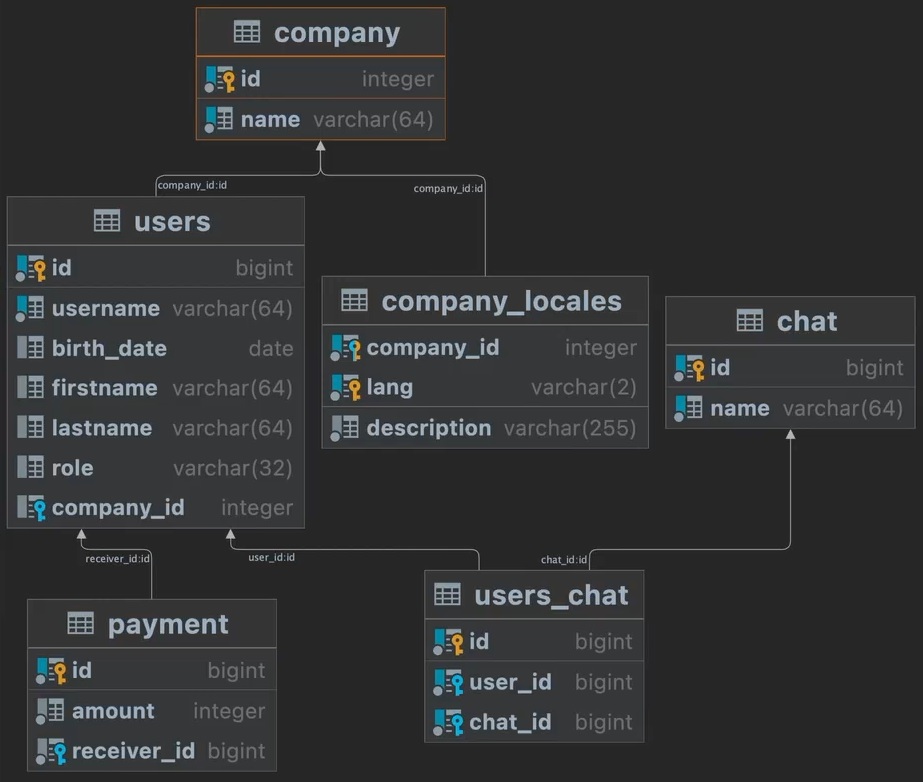 company
id integer
name varchar(64)
company_id:id
company_id:id
users
id bigint
username varchar(64)
birth_date date
firstname varchar(64)
lastname varchar(64)
role varchar(32)
company_id integer
company_locales
company_id integer
lang varchar(2)
description varchar(255)
chat
id bigint
name varchar(64)
receiver_id:id
user_id:id
chat_id:id
payment
id bigint
amount integer
receiver_id bigint
users_chat
id bigint
user_id bigint
chat_id bigint